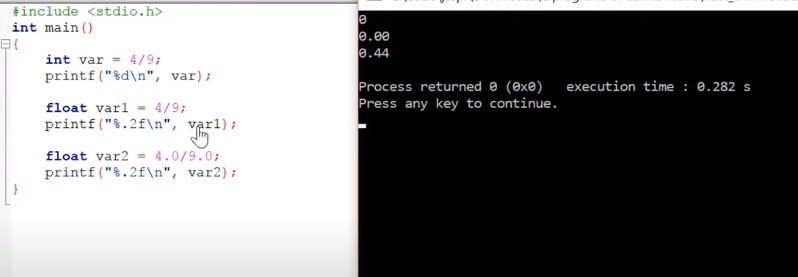 #include <stdio.h>
int main()
{
int var = 4/9;
printf("%d\n", var);
float var1 = 4/9;
printf("%.2f\n", var1);
float var2 = 4.0/9.0;
printf("%.2f\n", var2);
}
0
0.00
0.44
Process returned 0 (0x0)   execution time : 0.282 s
Press any key to continue.